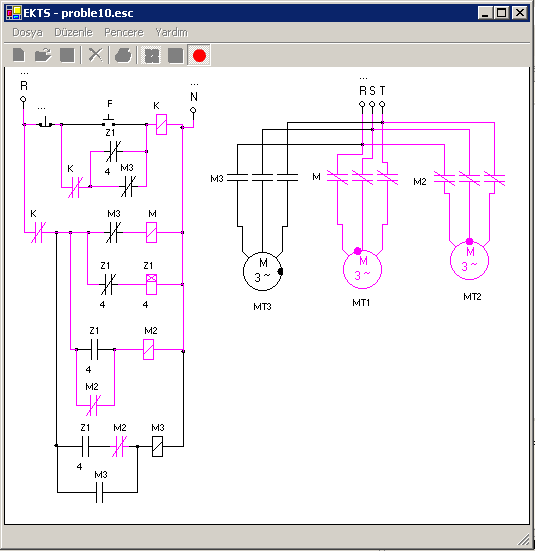 EKTS - proble10.esc
Dosya Düzenle Pencere Yardım
...
R
...
F
K
...
N
Z1
4
K
M3
K
M3
M
Z1
4
Z1
4
Z1
4
M2
M2
Z1
4
M2
M3
M3
...
R S T
M3
M
M2
M
3 ~
MT3
M
3 ~
MT1
M
3 ~
MT2